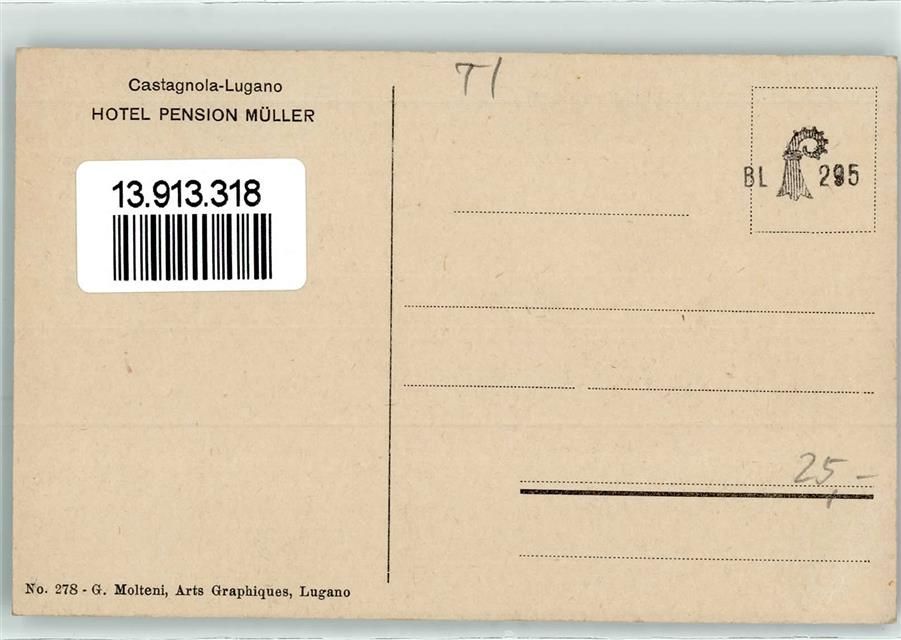 Castagnola-Lugano
HOTEL PENSION MÜLLER
13.913.318
TI
BL 295
25,-
No. 278 - G. Molteni, Arts Graphiques, Lugano